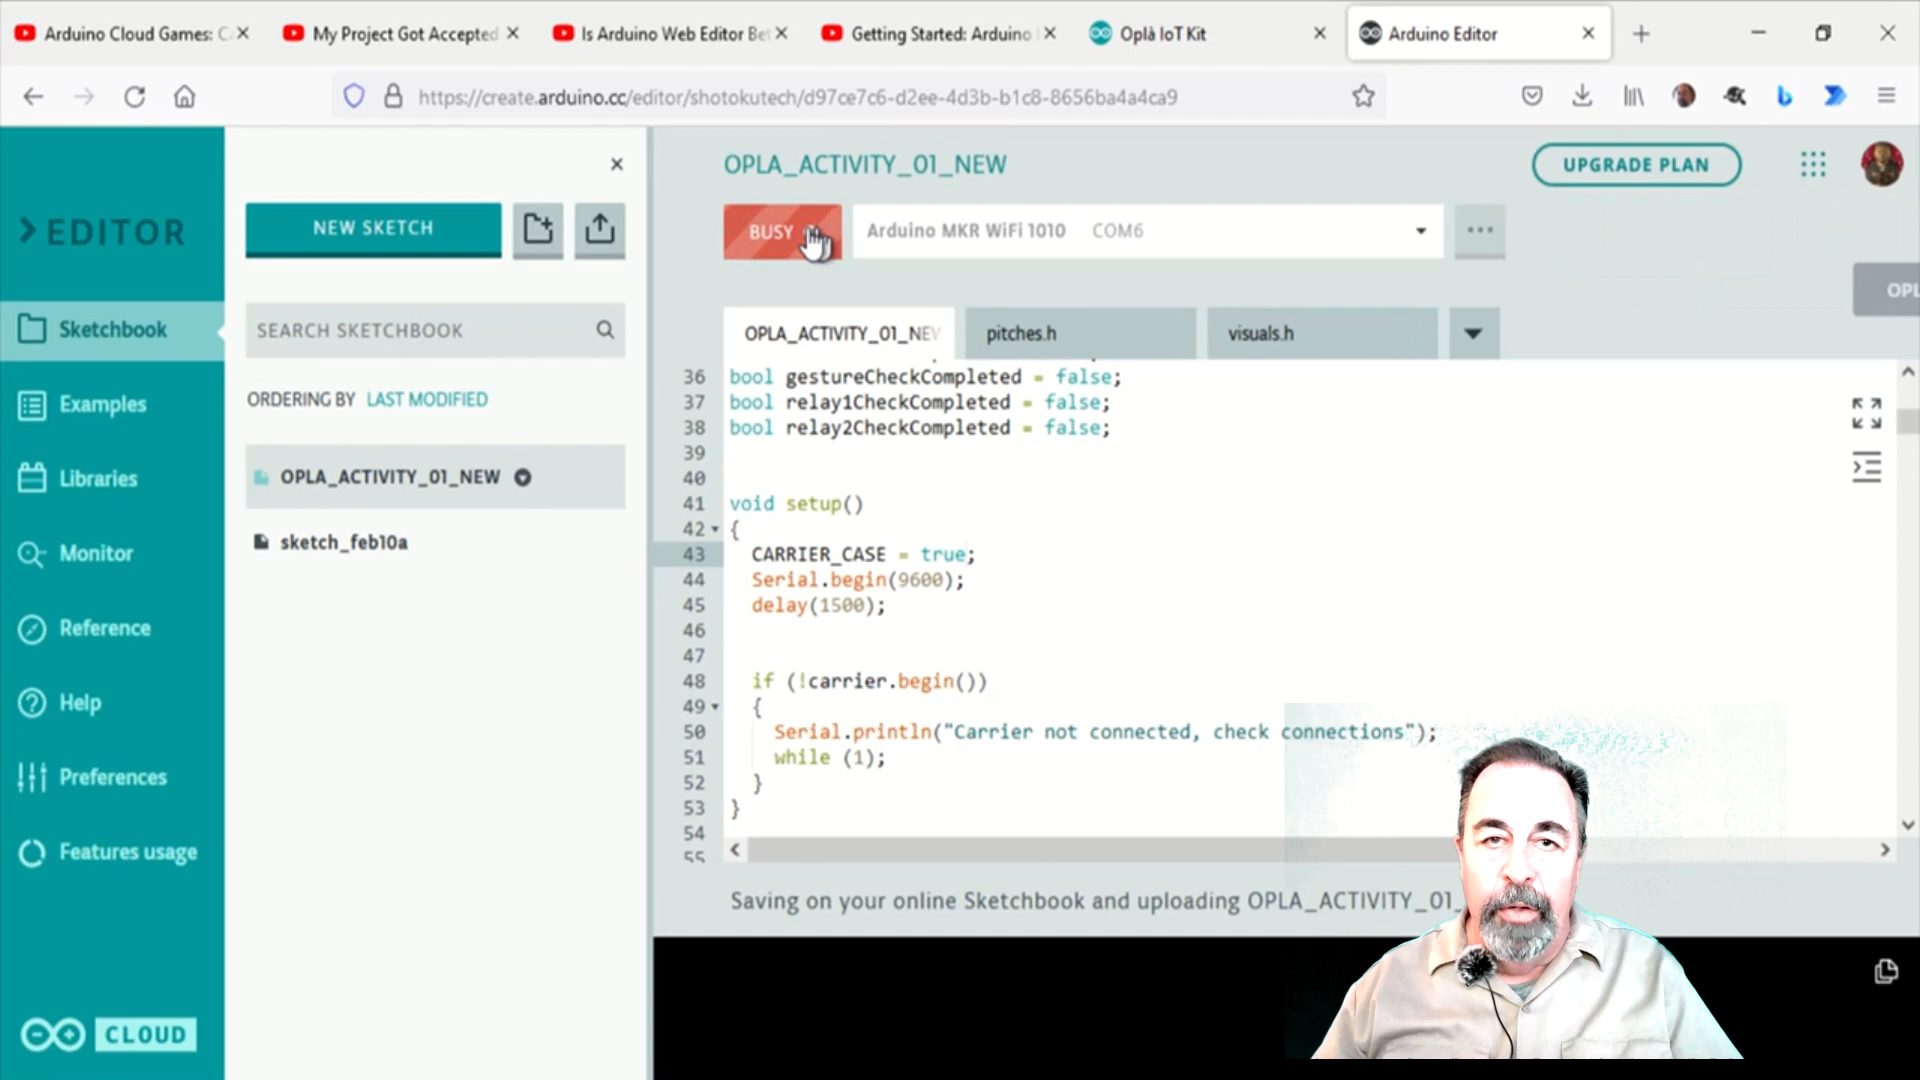 Arduino Cloud Games:
My Project Got Accepted
Is Arduino Web Editor
Getting Started: Arduino
Oplà IoT Kit
Arduino Editor
https://create.arduino.cc/editor/shotokutech/d97ce7c6-d2ee-4d3b-b1c8-8656ba4a4ca9
OPLA_ACTIVITY_01_NEW
UPGRADE PLAN
EDITOR
NEW SKETCH
BUSY
Arduino MKR WiFi 1010 COM6
Sketchbook
SEARCH SKETCHBOOK
OPLA_ACTIVITY_01_NEW
pitches.h
visuals.h
ORDERING BY LAST MODIFIED
Examples
Libraries
Monitor
Reference
Help
Preferences
Features usage
CLOUD
OPLA_ACTIVITY_01_NEW
sketch_feb10a
36 bool gestureCheckCompleted = false;
37 bool relay1CheckCompleted = false;
38 bool relay2CheckCompleted = false;
39
40
41 void setup()
42 {
43 CARRIER_CASE = true;
44 Serial.begin(9600);
45 delay(1500);
46
47
48 if (!carrier.begin())
49 {
50 Serial.println("Carrier not connected, check connections");
51 while (1);
52 }
53 }
54
55
Saving on your online Sketchbook and uploading OPLA_ACTIVITY_01_